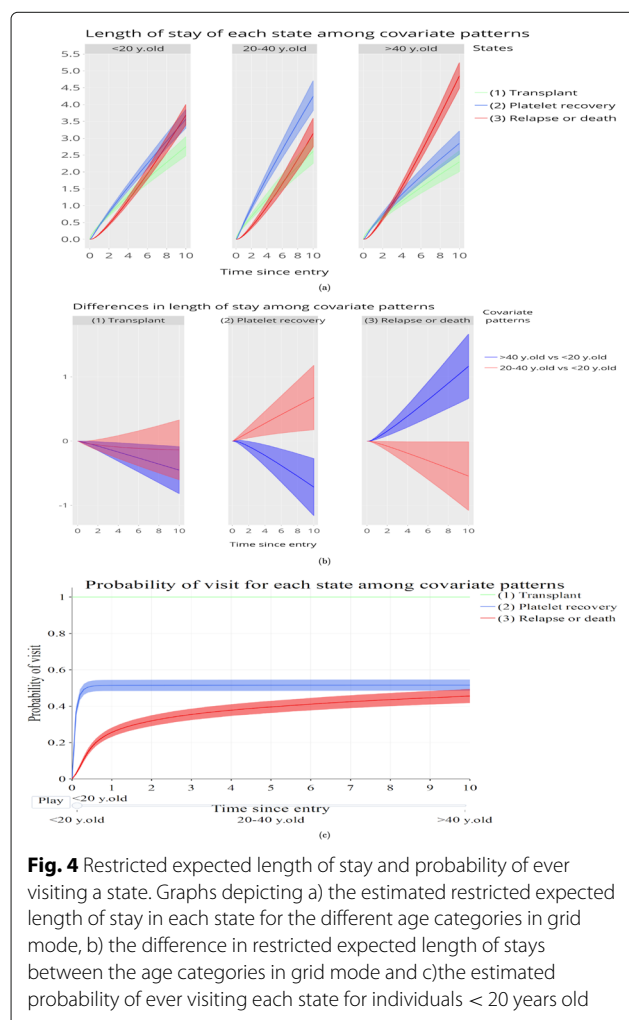 Length of stay of each state among covariate patterns
<20 y.old 20-40 y.old >40 y.old States
(1) Transplant
(2) Platelet recovery
(3) Relapse or death
5.5
5.0
4.5
4.0
3.5
3.0
2.5
2.0
1.5
1.0
0.5
0.0
0 2 4 6 8 10 0 2 4 6 8 10 0 2 4 6 8 10
Time since entry
(a)
Differences in length of stay among covariate patterns
(1) Transplant (2) Platelet recovery (3) Relapse or death
Covariate
patterns
>40 y.old vs <20 y.old
20-40 y.old vs <20 y.old
1
0
-1
0 2 4 6 8 10 0 2 4 6 8 10 0 2 4 6 8 10
Time since entry
(b)
Probability of visit for each state among covariate patterns
(1) Transplant
(2) Platelet recovery
(3) Relapse or death
Probability of visit
1
0.8
0.6
0.4
0.2
0
0 1 2 3 4 5 6 7 8 9 10
Play <20 y.old
Time since entry
<20 y.old 20-40 y.old >40 y.old
(c)
Fig. 4 Restricted expected length of stay and probability of ever
visiting a state. Graphs depicting a) the estimated restricted expected
length of stay in each state for the different age categories in grid
mode, b) the difference in restricted expected length of stays
between the age categories in grid mode and c)the estimated
probability of ever visiting each state for individuals < 20 years old